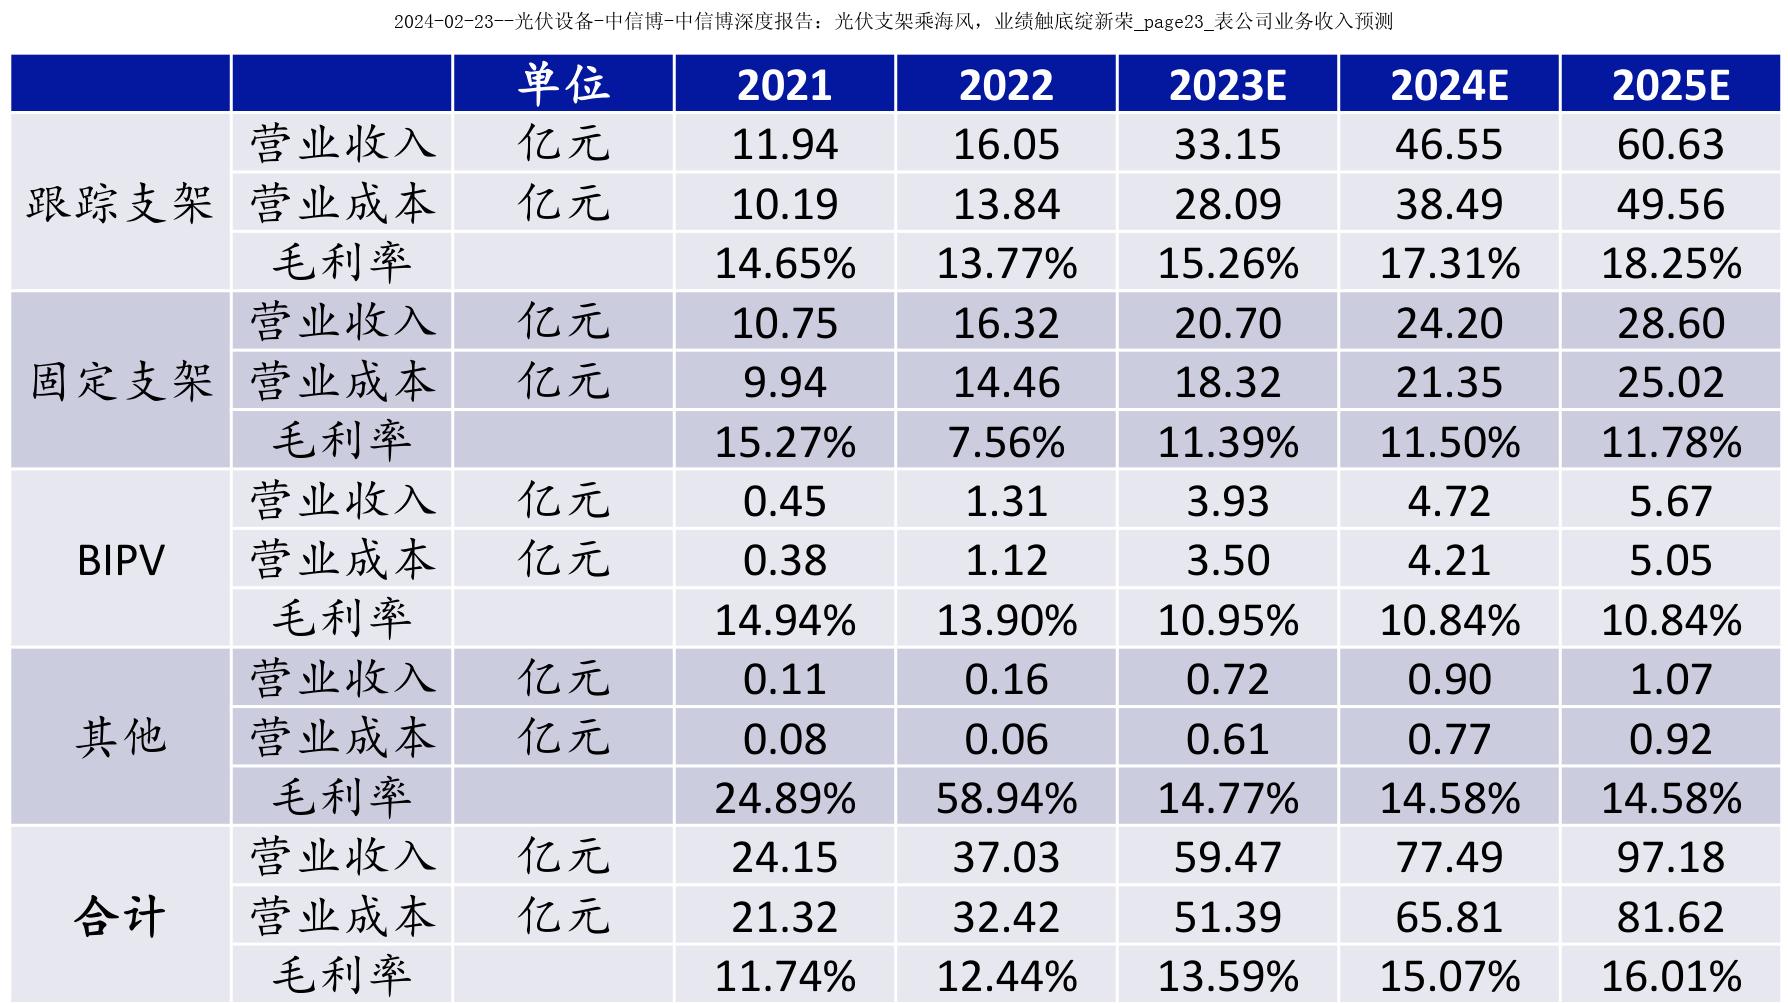 2024-02-23--光伏设备-中信博-中信博深度报告：光伏支架乘海风，业绩触底绽新荣_page23_表公司业务收入预测
单位 2021 2022 2023E 2024E 2025E
跟踪支架 营业收入 亿元 11.94 16.05 33.15 46.55 60.63
营业成本 亿元 10.19 13.84 28.09 38.49 49.56
毛利率 14.65% 13.77% 15.26% 17.31% 18.25%
固定支架 营业收入 亿元 10.75 16.32 20.70 24.20 28.60
营业成本 亿元 9.94 14.46 18.32 21.35 25.02
毛利率 15.27% 7.56% 11.39% 11.50% 11.78%
BIPV 营业收入 亿元 0.45 1.31 3.93 4.72 5.67
营业成本 亿元 0.38 1.12 3.50 4.21 5.05
毛利率 14.94% 13.90% 10.95% 10.84% 10.84%
其他 营业收入 亿元 0.11 0.16 0.72 0.90 1.07
营业成本 亿元 0.08 0.06 0.61 0.77 0.92
毛利率 24.89% 58.94% 14.77% 14.58% 14.58%
合计 营业收入 亿元 24.15 37.03 59.47 77.49 97.18
营业成本 亿元 21.32 32.42 51.39 65.81 81.62
毛利率 11.74% 12.44% 13.59% 15.07% 16.01%